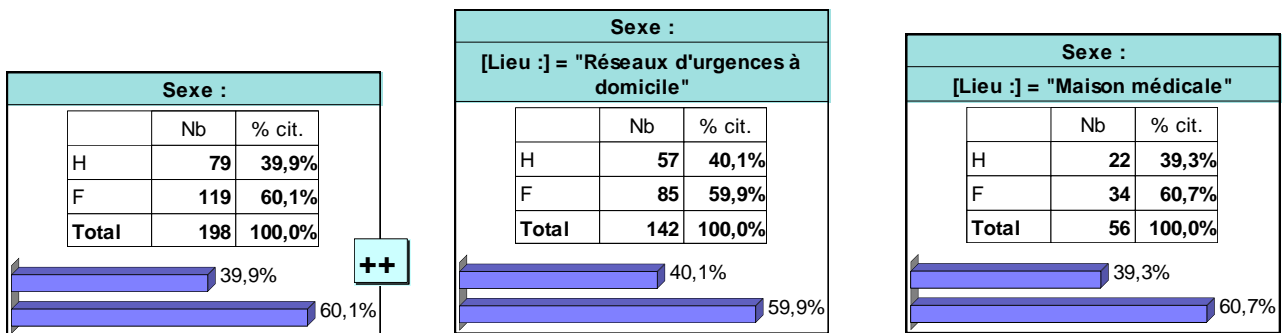 Sexe :
Nb % cit.
H 79 39,9%
F 119 60,1%
Total 198 100,0%
39,9%
60,1%
++
Sexe :
[Lieu :] = "Réseaux d'urgences à
domicile"
Nb % cit.
H 57 40,1%
F 85 59,9%
Total 142 100,0%
40,1%
59,9%
Sexe :
[Lieu :] = "Maison médicale"
Nb % cit.
H 22 39,3%
F 34 60,7%
Total 56 100,0%
39,3%
60,7%